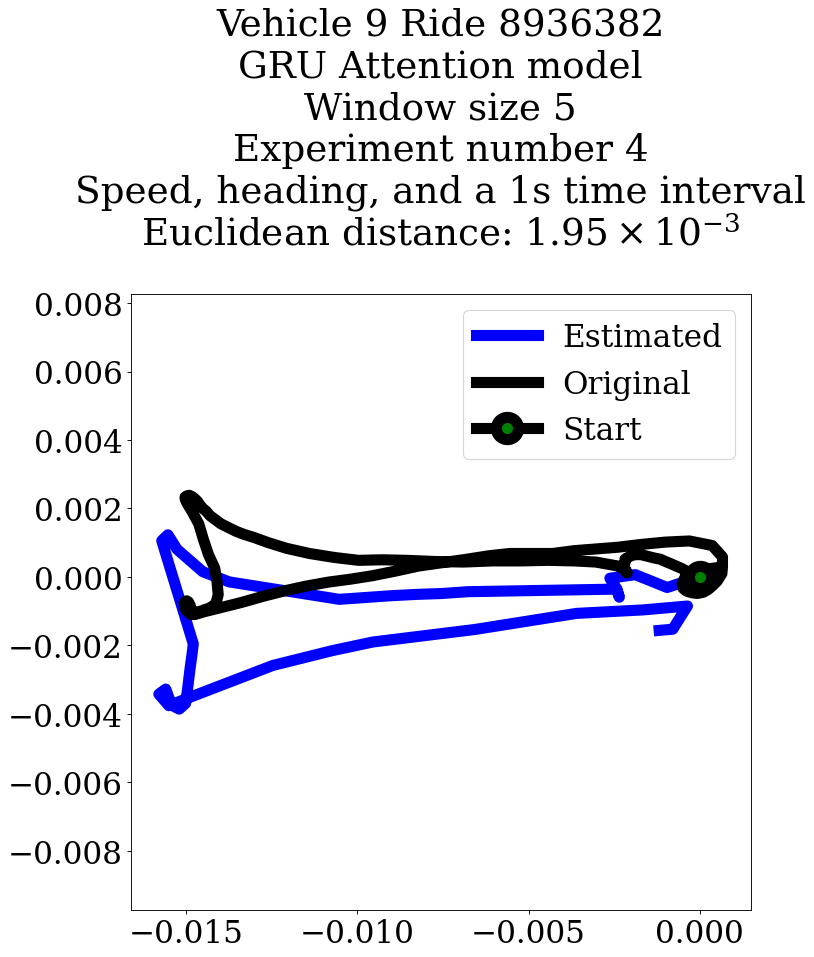 Vehicle 9 Ride 8936382
GRU Attention model
Window size 5
Experiment number 4
Speed, heading, and a 1s time interval
Euclidean distance: 1.95 × 10⁻³
Estimated
Original
Start
0.008
0.006
0.004
0.002
0.000
−0.002
−0.004
−0.006
−0.008
−0.015
−0.010
−0.005
0.000